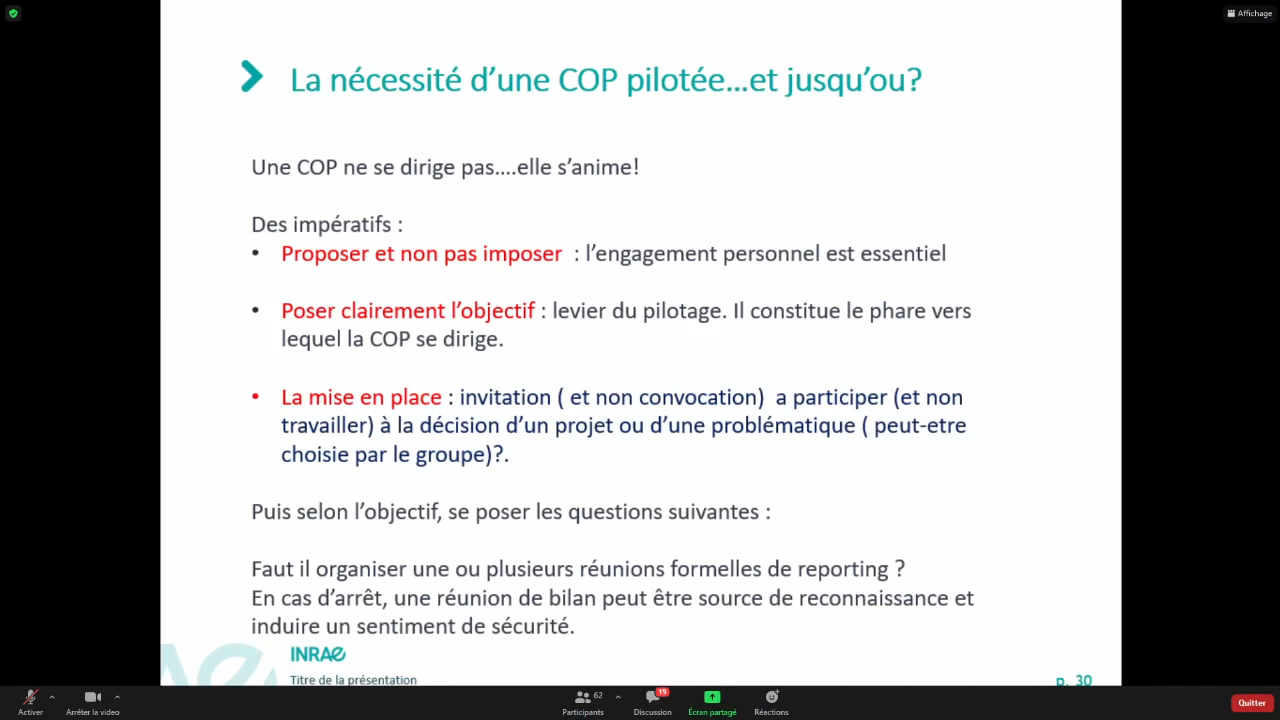 Affichage
La nécessité d’une COP pilotée...et jusqu’ou?
Une COP ne se dirige pas....elle s’anime!
Des impératifs :
• Proposer et non pas imposer : l’engagement personnel est essentiel
• Poser clairement l’objectif : levier du pilotage. Il constitue le phare vers
lequel la COP se dirige.
• La mise en place : invitation ( et non convocation) a participer (et non
travailler) à la décision d’un projet ou d’une problématique ( peut-etre
choisie par le groupe)?.
Puis selon l’objectif, se poser les questions suivantes :
Faut il organiser une ou plusieurs réunions formelles de reporting ?
En cas d’arrêt, une réunion de bilan peut être source de reconnaissance et
induire un sentiment de sécurité.
INRAE
Titre de la présentation
p. 30
Activer
Arrêter la video
62
Participants
19
Discussion
Écran partagé
Réactions
Quitter